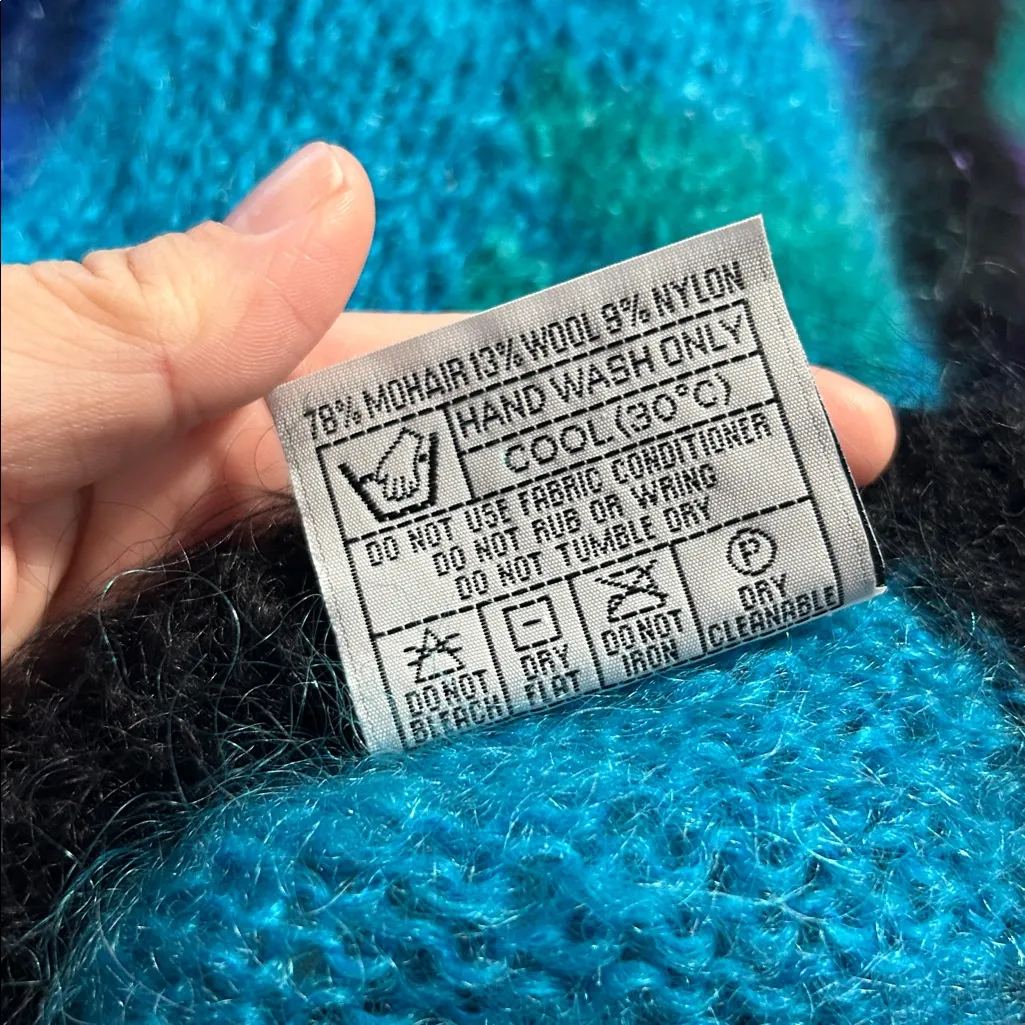 78% MOHAIR 13% WOOL 9% NYLON
HAND WASH ONLY
COOL (30°C)
DO NOT USE FABRIC CONDITIONER
DO NOT RUB OR WRING
DO NOT TUMBLE DRY
DO NOT
BLEACH
DRY
FLAT
DO NOT
IRON
P
DRY
CLEANABLE